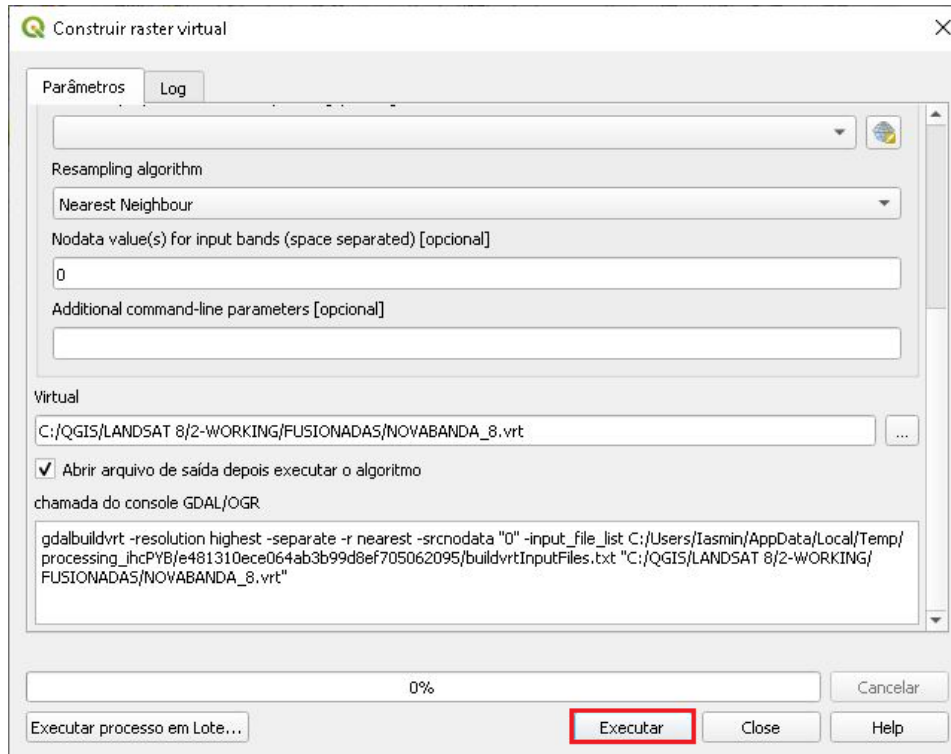 Construir raster virtual
Parâmetros
Log
Resampling algorithm
Nearest Neighbour
Nodata value(s) for input bands (space separated) [opcional]
0
Additional command-line parameters [opcional]
Virtual
C:/QGIS/LANDSAT 8/2-WORKING/FUSIONADAS/NOVABANDA_8.vrt
...
Abrir arquivo de saída depois executar o algoritmo
chamada do console GDAL/OGR
gdalbuildvrt -resolution highest -separate -r nearest -srcnodata "0" -input_file_list C:/Users/Iasmin/AppData/Local/Temp/
processing_ihcPYB/e481310ece064ab3b99d8ef705062095/buildvrtInputFiles.txt "C:/QGIS/LANDSAT 8/2-WORKING/
FUSIONADAS/NOVABANDA_8.vrt"
0%
Cancelar
Executar processo em Lote...
Executar
Close
Help